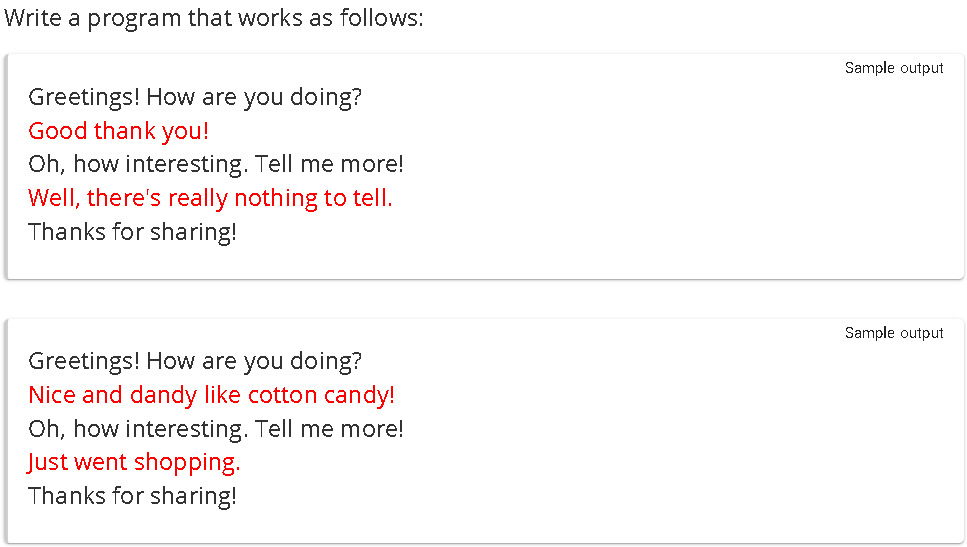 Write a program that works as follows:
Sample output
Greetings! How are you doing?
Good thank you!
Oh, how interesting. Tell me more!
Well, there's really nothing to tell.
Thanks for sharing!
Sample output
Greetings! How are you doing?
Nice and dandy like cotton candy!
Oh, how interesting. Tell me more!
Just went shopping.
Thanks for sharing!